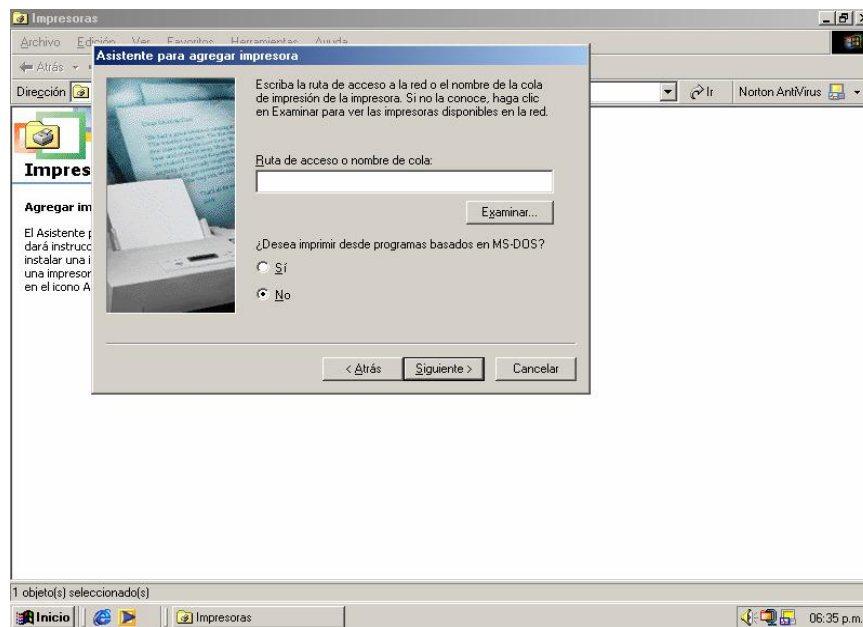 Impresoras
Archivo Edición Ver Favoritos Herramientas Ayuda
Asistente para agregar impresora
Atrás
Dirección
Ir
Norton AntiVirus
Escriba la ruta de acceso a la red o el nombre de la cola
de impresión de la impresora. Si no la conoce, haga clic
en Examinar para ver las impresoras disponibles en la red.
Ruta de acceso o nombre de cola:
Examinar...
¿Desea imprimir desde programas basados en MS-DOS?
Sí
No
< Atrás
Siguiente >
Cancelar
Impres
Agregar im
El Asistente p
dará instrucc
instalar una i
una impresor
en el icono A
1 objeto(s) seleccionado(s)
Inicio
Impresoras
06:35 p.m.